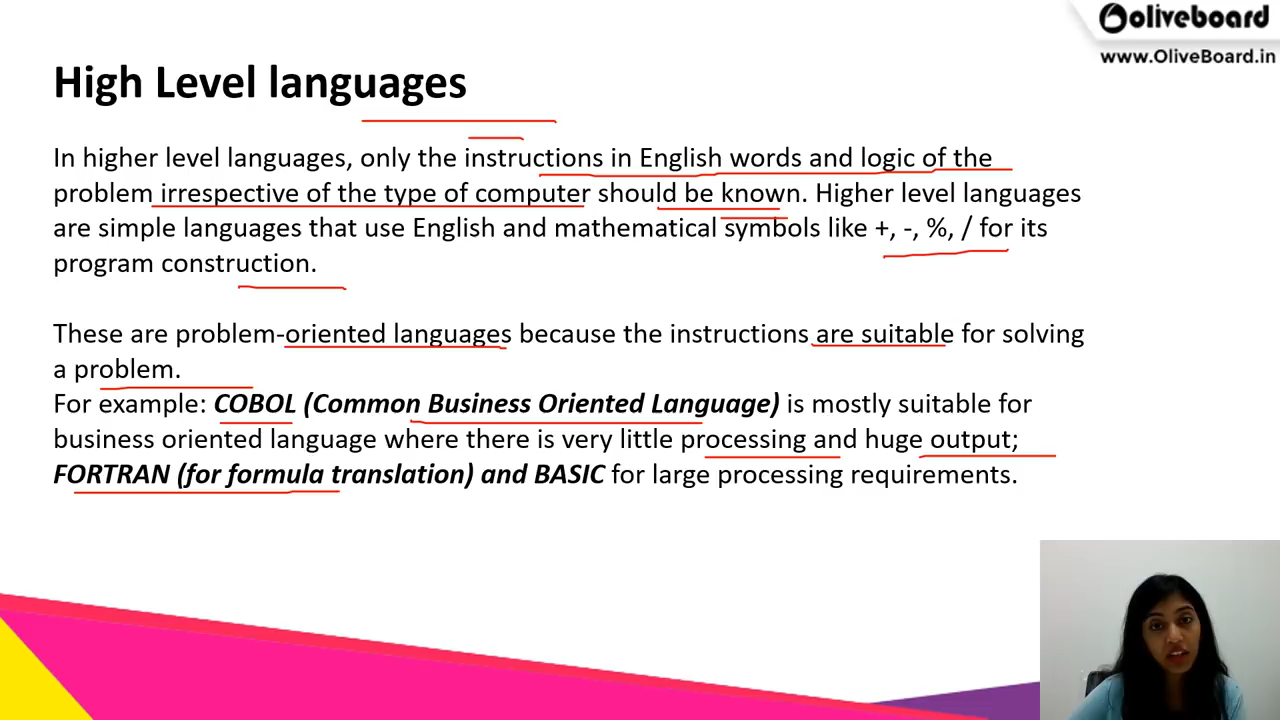 oliveboard
www.OliveBoard.in
High Level languages
In higher level languages, only the instructions in English words and logic of the
problem irrespective of the type of computer should be known. Higher level languages
are simple languages that use English and mathematical symbols like +, -, %, / for its
program construction.
These are problem-oriented languages because the instructions are suitable for solving
a problem.
For example: COBOL (Common Business Oriented Language) is mostly suitable for
business oriented language where there is very little processing and huge output;
FORTRAN (for formula translation) and BASIC for large processing requirements.